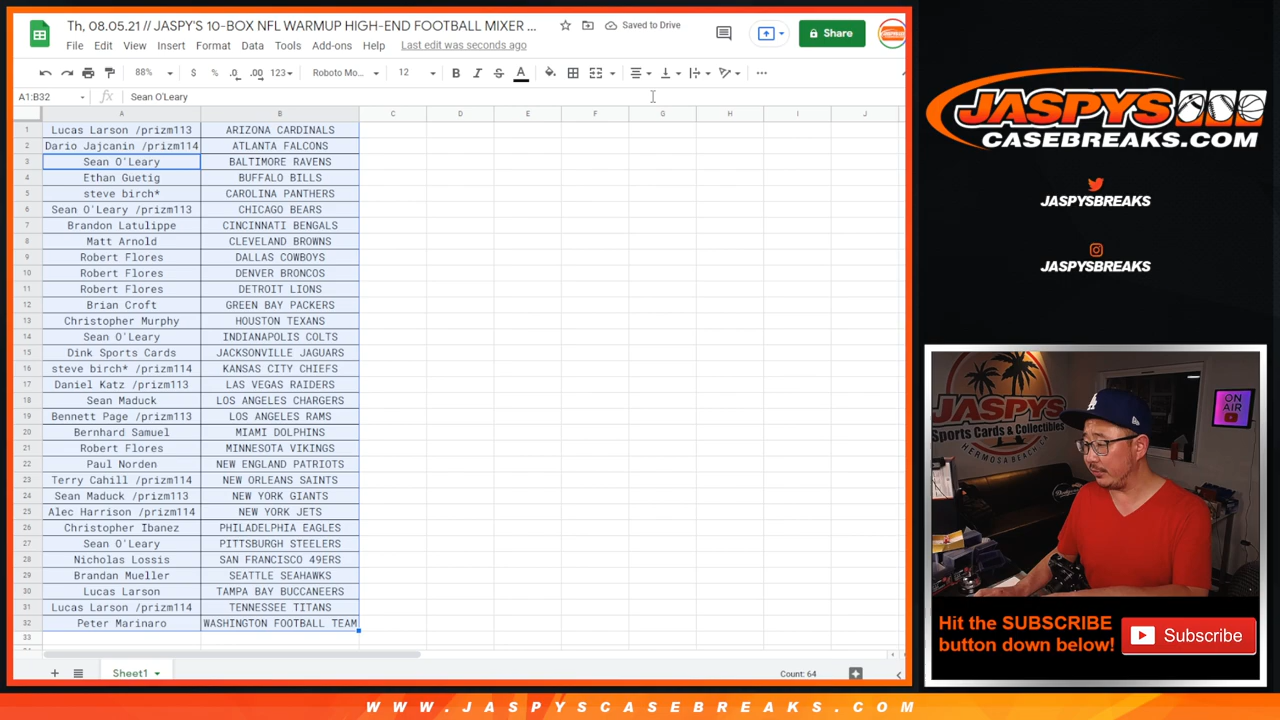 Th, 08.05.21 // JASPY'S 10-BOX NFL WARMUP HIGH-END FOOTBALL MIXER ...
Saved to Drive
Share
File Edit View Insert Format Data Tools Add-ons Help Last edit was seconds ago
88% $ % .0 .00 123 Roboto Mo... 12 B I S A
A1:B32 fx Sean O'Leary
A B C D E F G H I J
1 Lucas Larson /prizm113 ARIZONA CARDINALS
2 Dario Jajcanin /prizm114 ATLANTA FALCONS
3 Sean O'Leary BALTIMORE RAVENS
4 Ethan Guetig BUFFALO BILLS
5 steve birch* CAROLINA PANTHERS
6 Sean O'Leary /prizm113 CHICAGO BEARS
7 Brandon Latulippe CINCINNATI BENGALS
8 Matt Arnold CLEVELAND BROWNS
9 Robert Flores DALLAS COWBOYS
10 Robert Flores DENVER BRONCOS
11 Robert Flores DETROIT LIONS
12 Brian Croft GREEN BAY PACKERS
13 Christopher Murphy HOUSTON TEXANS
14 Sean O'Leary INDIANAPOLIS COLTS
15 Dink Sports Cards JACKSONVILLE JAGUARS
16 steve birch* /prizm114 KANSAS CITY CHIEFS
17 Daniel Katz /prizm113 LAS VEGAS RAIDERS
18 Sean Maduck LOS ANGELES CHARGERS
19 Bennett Page /prizm113 LOS ANGELES RAMS
20 Bernhard Samuel MIAMI DOLPHINS
21 Robert Flores MINNESOTA VIKINGS
22 Paul Norden NEW ENGLAND PATRIOTS
23 Terry Cahill /prizm114 NEW ORLEANS SAINTS
24 Sean Maduck /prizm113 NEW YORK GIANTS
25 Alec Harrison /prizm114 NEW YORK JETS
26 Christopher Ibanez PHILADELPHIA EAGLES
27 Sean O'Leary PITTSBURGH STEELERS
28 Nicholas Lossis SAN FRANCISCO 49ERS
29 Brandan Mueller SEATTLE SEAHAWKS
30 Lucas Larson TAMPA BAY BUCCANEERS
31 Lucas Larson /prizm114 TENNESSEE TITANS
32 Peter Marinaro WASHINGTON FOOTBALL TEAM
33
Sheet1
Count: 64
JASPYS
CASEBREAKS.COM
JASPYSBREAKS
JASPYSBREAKS
JASPYS
Sports Cards & Collectibles
HERMOSA BEACH CA
ON
AIR
LA
Hit the SUBSCRIBE
button down below!
Subscribe
WWW.JASPYSCASEBREAKS.COM